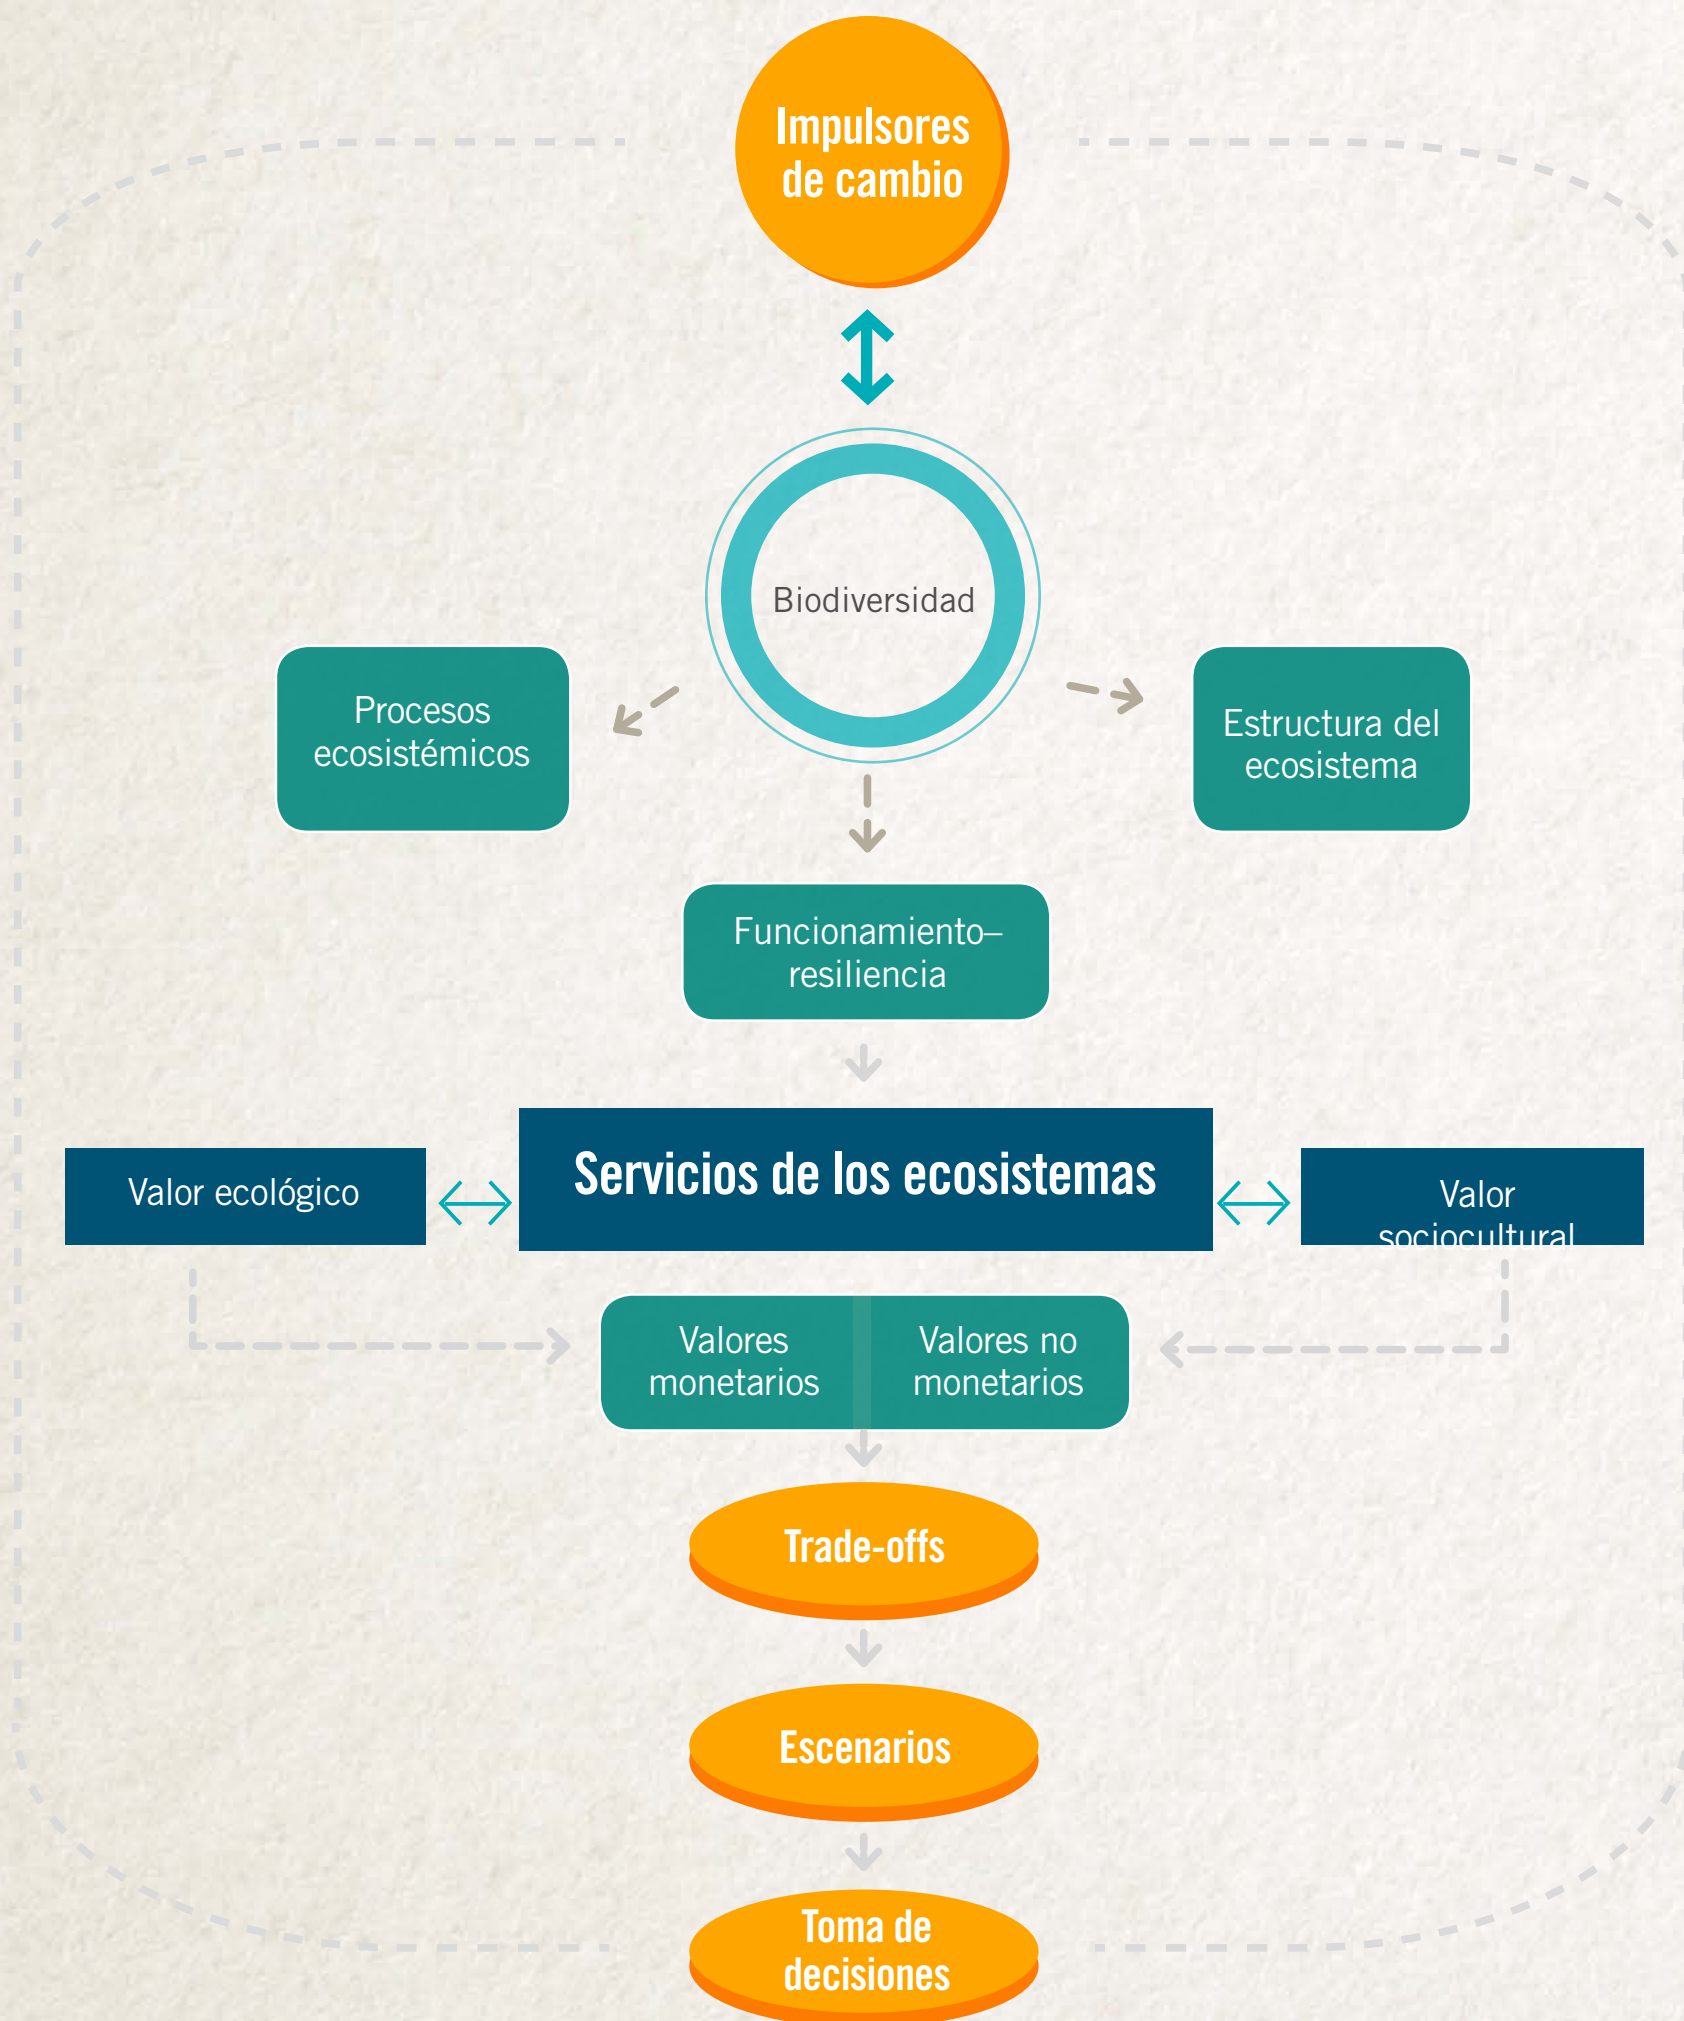 Impulsores
de cambio
Biodiversidad
Procesos
ecosistémicos
Estructura del
ecosistema
Funcionamiento–
resiliencia
Valor ecológico
Servicios de los ecosistemas
Valor
sociocultural
Valores
monetarios
Valores no
monetarios
Trade-offs
Escenarios
Toma de
decisiones